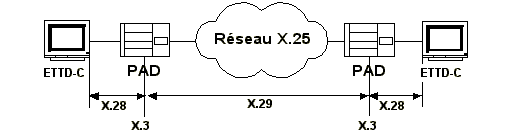 Réseau X.25
ETTD-C PAD PAD ETTD-C
X.28 X.29 X.28
X.3 X.3